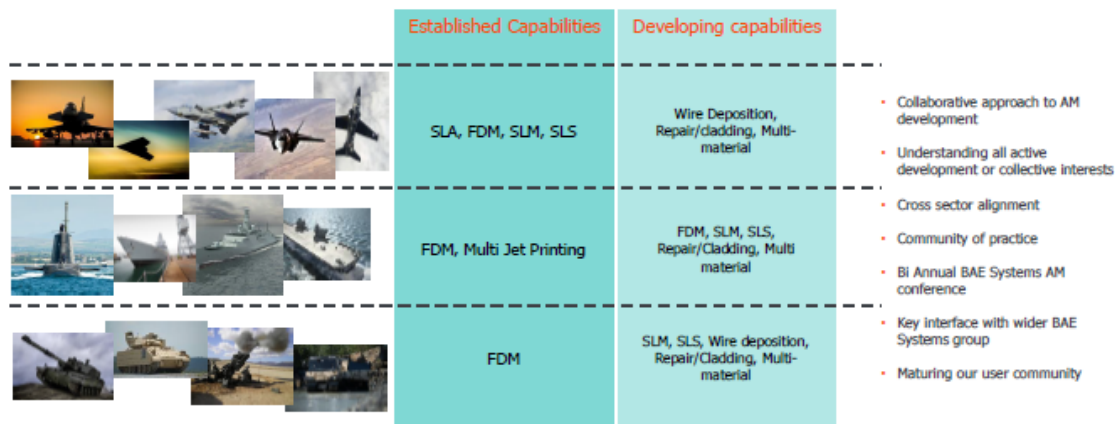 Established Capabilities
Developing capabilities
SLA, FDM, SLM, SLS
Wire Deposition,
Repair/cladding, Multi-
material
FDM, Multi Jet Printing
FDM, SLM, SLS,
Repair/Cladding, Multi
material
FDM
SLM, SLS, Wire deposition,
Repair/Cladding, Multi-
material
• Collaborative approach to AM
development
• Understanding all active
development or collective interests
• Cross sector alignment
• Community of practice
• Bi Annual BAE Systems AM
conference
• Key interface with wider BAE
Systems group
• Maturing our user community